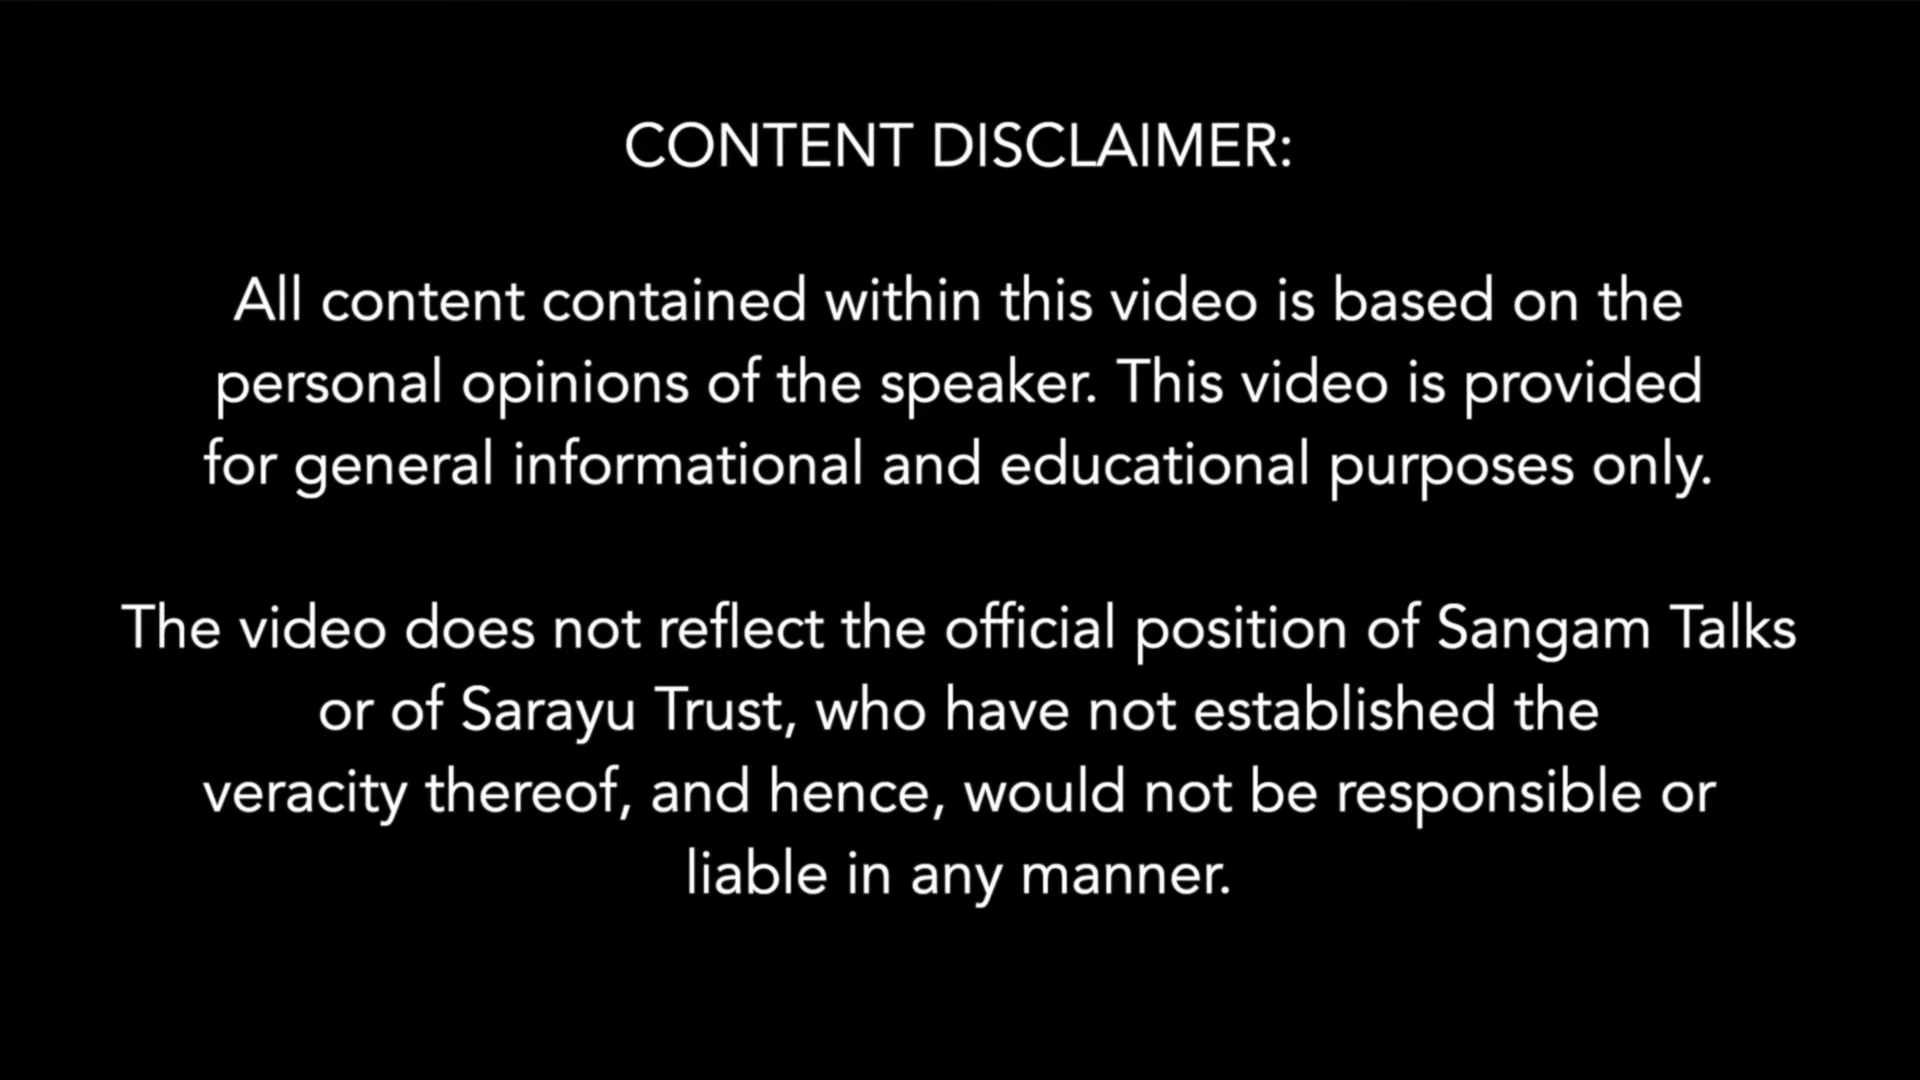 CONTENT DISCLAIMER:
All content contained within this video is based on the
personal opinions of the speaker. This video is provided
for general informational and educational purposes only.
The video does not reflect the official position of Sangam Talks
or of Sarayu Trust, who have not established the
veracity thereof, and hence, would not be responsible or
liable in any manner.